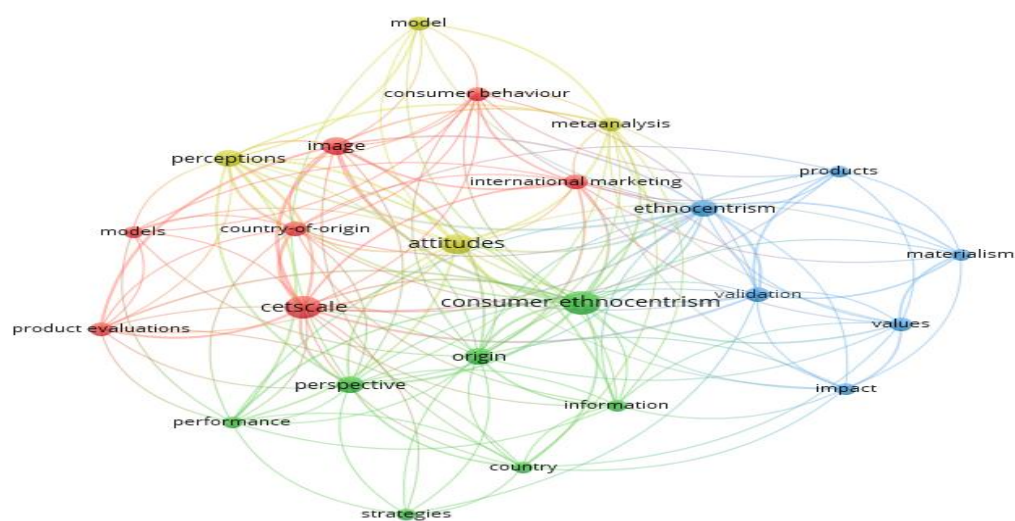 model
consumer behaviour
metaanalysis
image
perceptions
products
international marketing
ethnocentrism
models
country-of-origin
attitudes
materialism
validation
consumer ethnocentrism
cetscale
values
product evaluations
origin
perspective
impact
information
performance
country
strategies